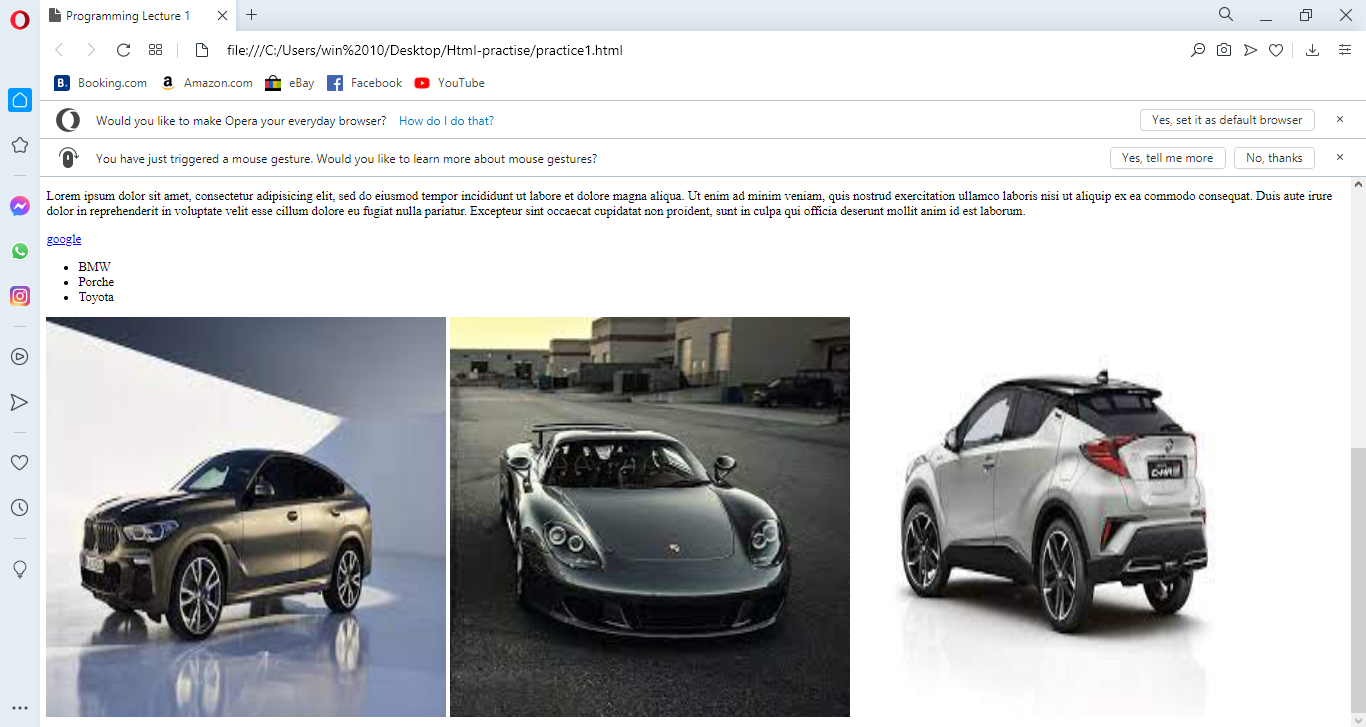 Programming Lecture 1
file:///C:/Users/win%2010/Desktop/Html-practise/practice1.html
B. Booking.com a Amazon.com eBay Facebook YouTube
Would you like to make Opera your everyday browser? How do I do that? Yes, set it as default browser
You have just triggered a mouse gesture. Would you like to learn more about mouse gestures? Yes, tell me more No, thanks
Lorem ipsum dolor sit amet, consectetur adipisicing elit, sed do eiusmod tempor incididunt ut labore et dolore magna aliqua. Ut enim ad minim veniam, quis nostrud exercitation ullamco laboris nisi ut aliquip ex ea commodo consequat. Duis aute irure
dolor in reprehenderit in voluptate velit esse cillum dolore eu fugiat nulla pariatur. Excepteur sint occaecat cupidatat non proident, sunt in culpa qui officia deserunt mollit anim id est laborum.
google
BMW
Porche
Toyota
C-HR